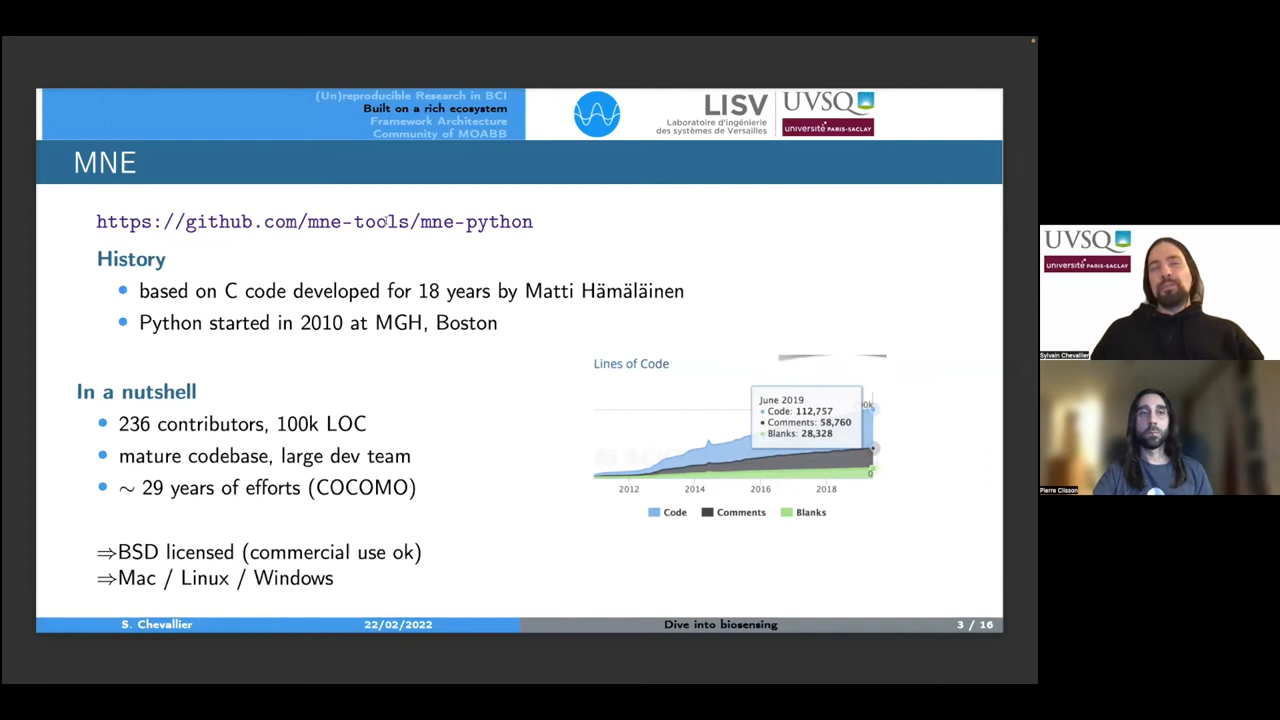 (Un)reproducible Research in BCI
Built on a rich ecosystem
Framework Architecture
Community of MOABB
LISV
Laboratoire d'ingénierie
des systèmes de Versailles
UVSQ
université PARIS-SACLAY
MNE
https://github.com/mne-tools/mne-python
History
based on C code developed for 18 years by Matti Hämäläinen
Python started in 2010 at MGH, Boston
In a nutshell
236 contributors, 100k LOC
mature codebase, large dev team
∼ 29 years of efforts (COCOMO)
⇒BSD licensed (commercial use ok)
⇒Mac / Linux / Windows
Lines of Code
June 2019
Code: 112,757
Comments: 58,760
Blanks: 28,328
0
2012 2014 2016 2018
Code Comments Blanks
S. Chevallier 22/02/2022 Dive into biosensing 3 / 16
UVSQ
université PARIS-SACLAY
Sylvain Chevallier
Pierre Clisson